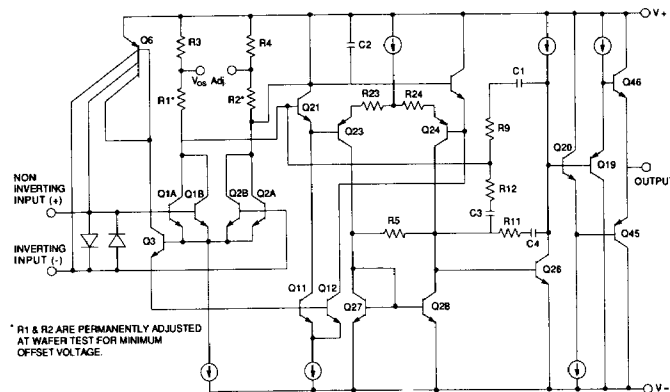 V+
Q6
R3
R4
C2
C1
VOS Adj.
R1*
R2*
Q21
R23
R24
Q46
Q23
Q24
R9
Q20
Q19
NON
INVERTING
INPUT (+)
Q1A
Q1B
Q2B
Q2A
R12
OUTPUT
C3
Q3
R5
R11
C4
Q45
INVERTING
INPUT (-)
Q26
Q11
Q12
Q27
Q28
* R1 & R2 ARE PERMANENTLY ADJUSTED
AT WAFER TEST FOR MINIMUM
OFFSET VOLTAGE.
V-